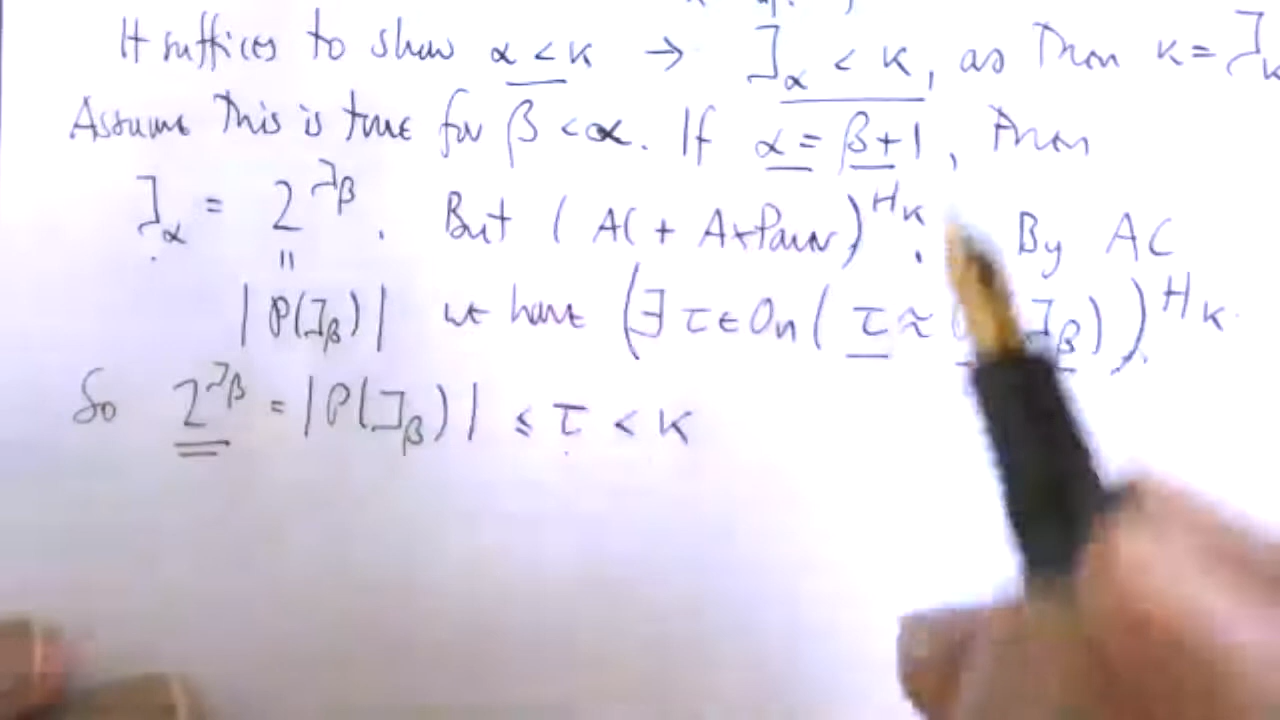 It suffices to show α < κ → ℶ_α < κ, as then κ = ℶ_κ
Assume this is true for β < α. If α = β+1, then
ℶ_α = 2^{ℶ_β}. But (AC + AxPower)^{H_κ}. By AC
|P(ℶ_β)| we have (∃ τ ∈ On ( τ ≈ ℶ_β))^{H_κ}.
So 2^{ℶ_β} = |P(ℶ_β)| ≤ τ < κ